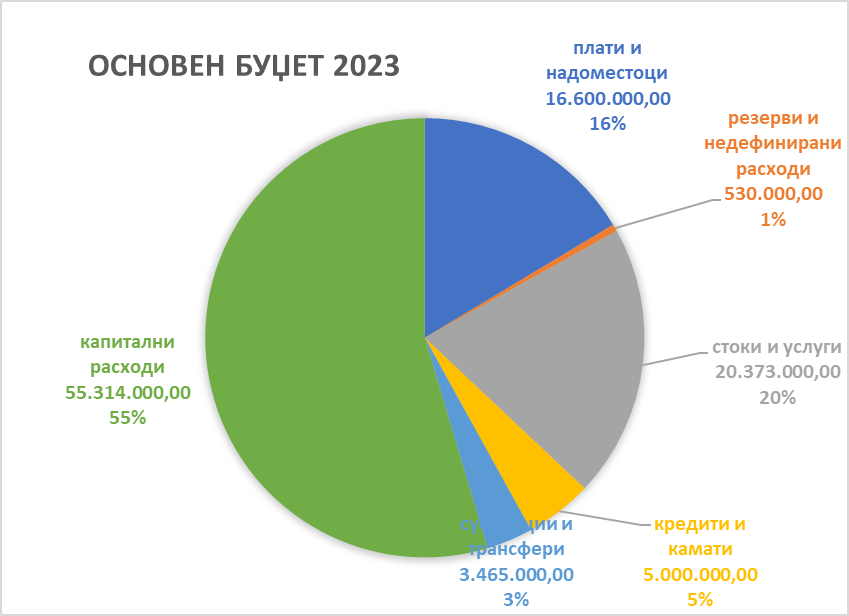 ОСНОВЕН БУЏЕТ 2023
плати и
надоместоци
16.600.000,00
16%
резерви и
недефинирани
расходи
530.000,00
1%
стоки и услуги
20.373.000,00
20%
кредити и
камати
5.000.000,00
5%
и
трансфери
3.465.000,00
3%
капитални
расходи
55.314.000,00
55%